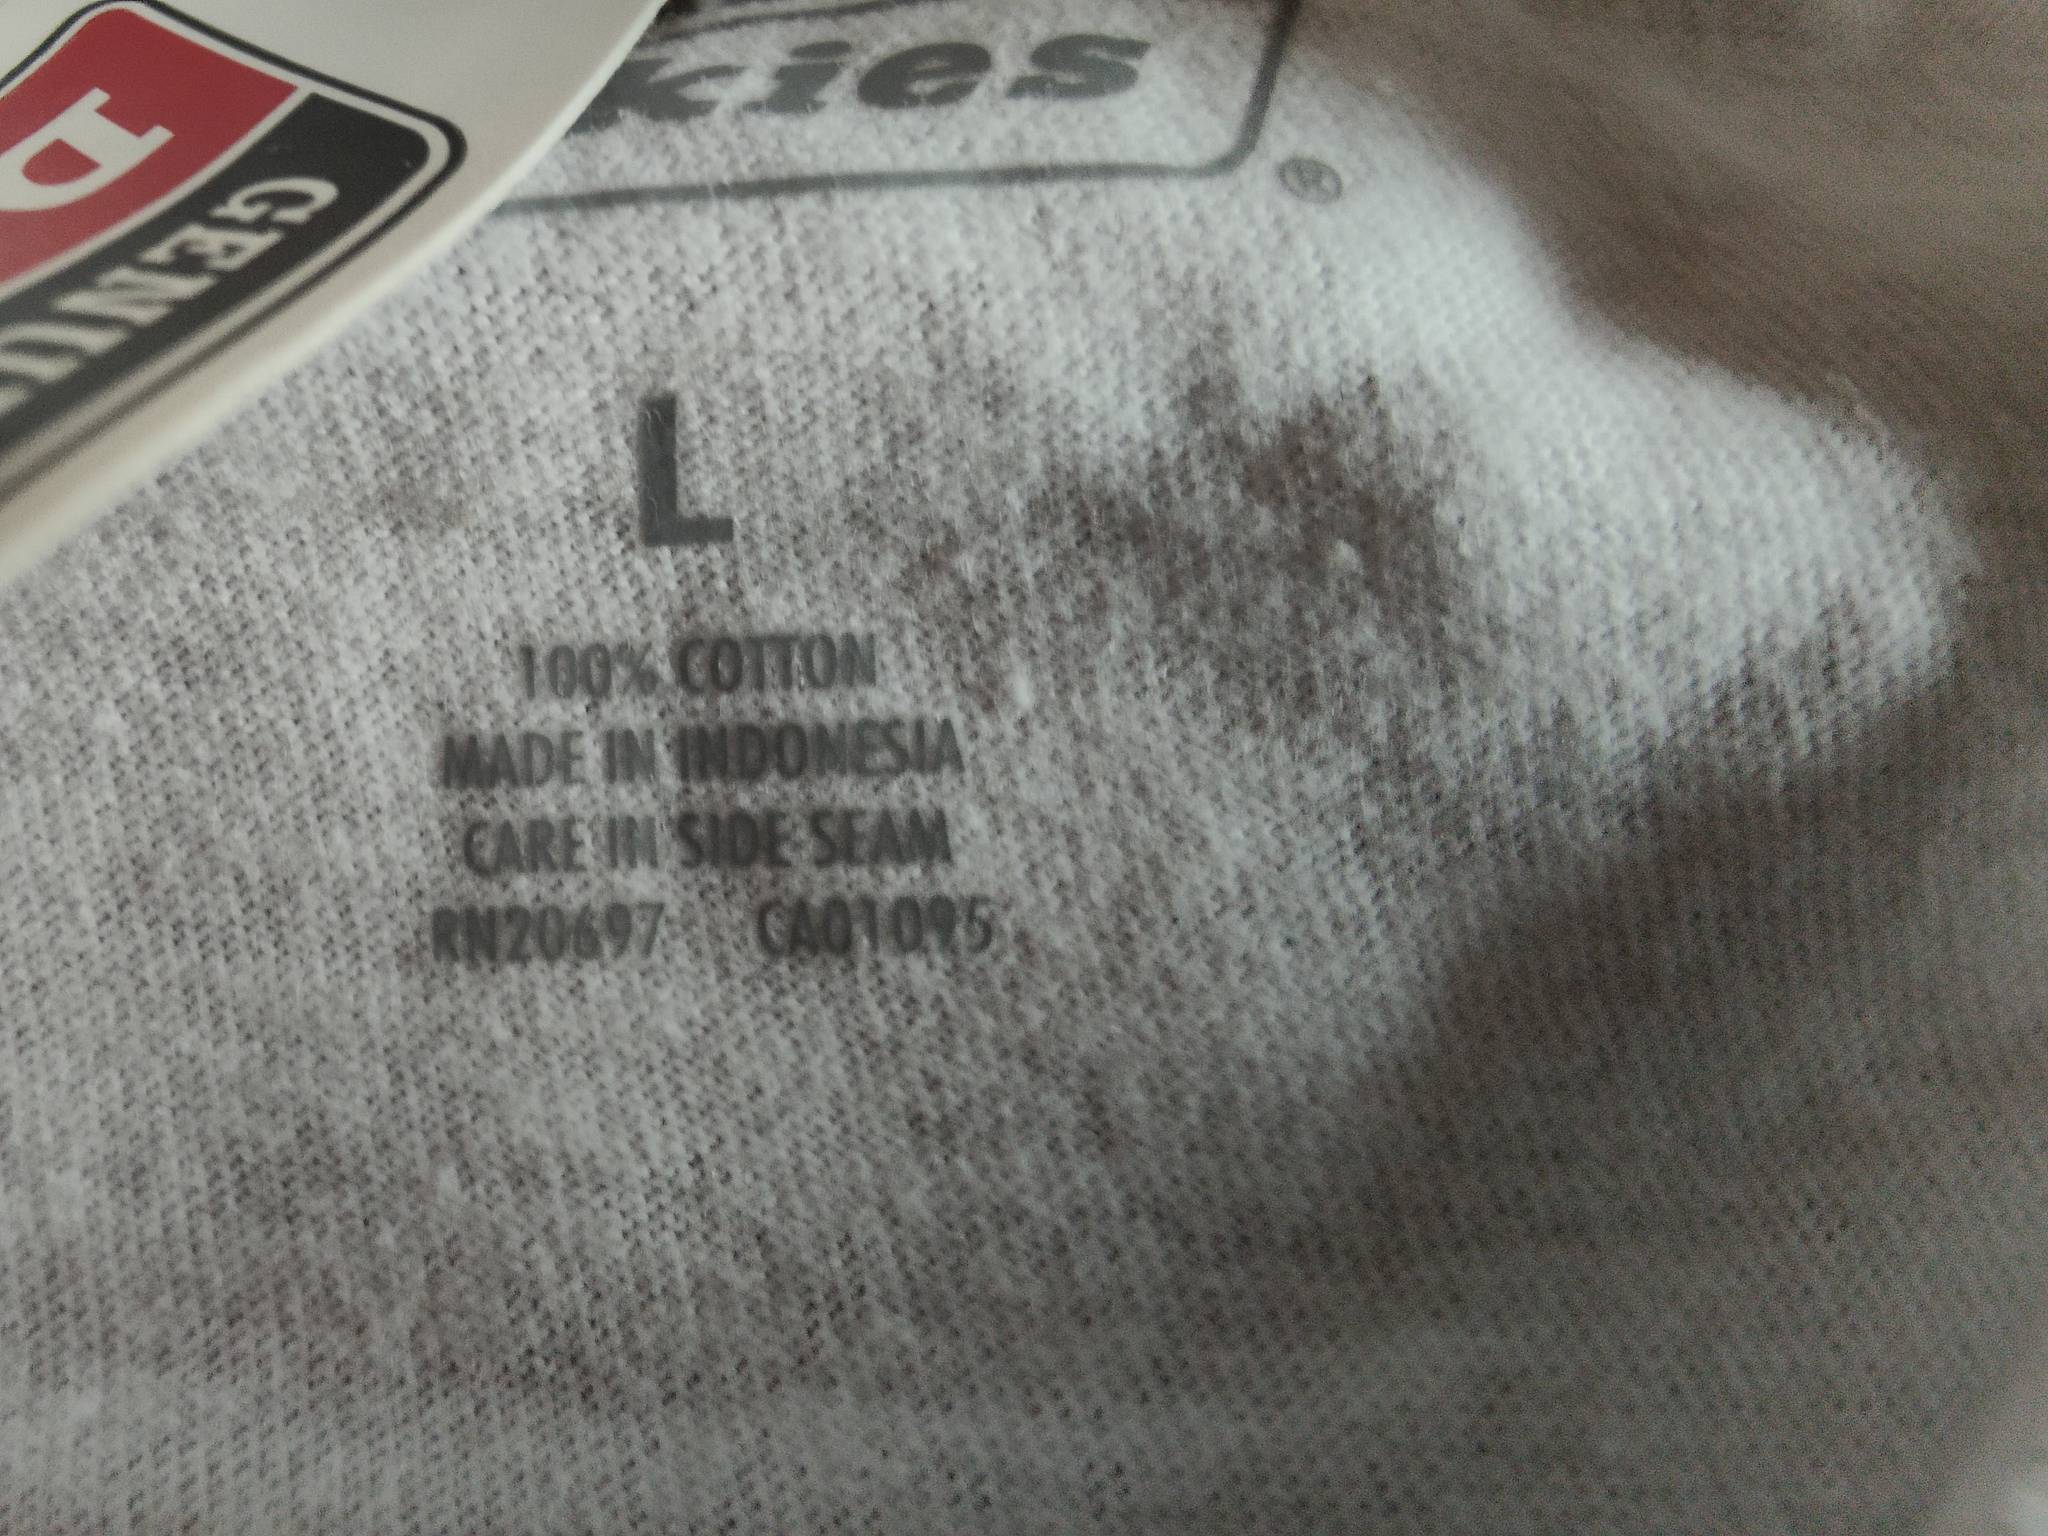 kies
®
GENUI
D
L
100% COTTON
MADE IN INDONESIA
CARE IN SIDE SEAM
RN20697 CA01095